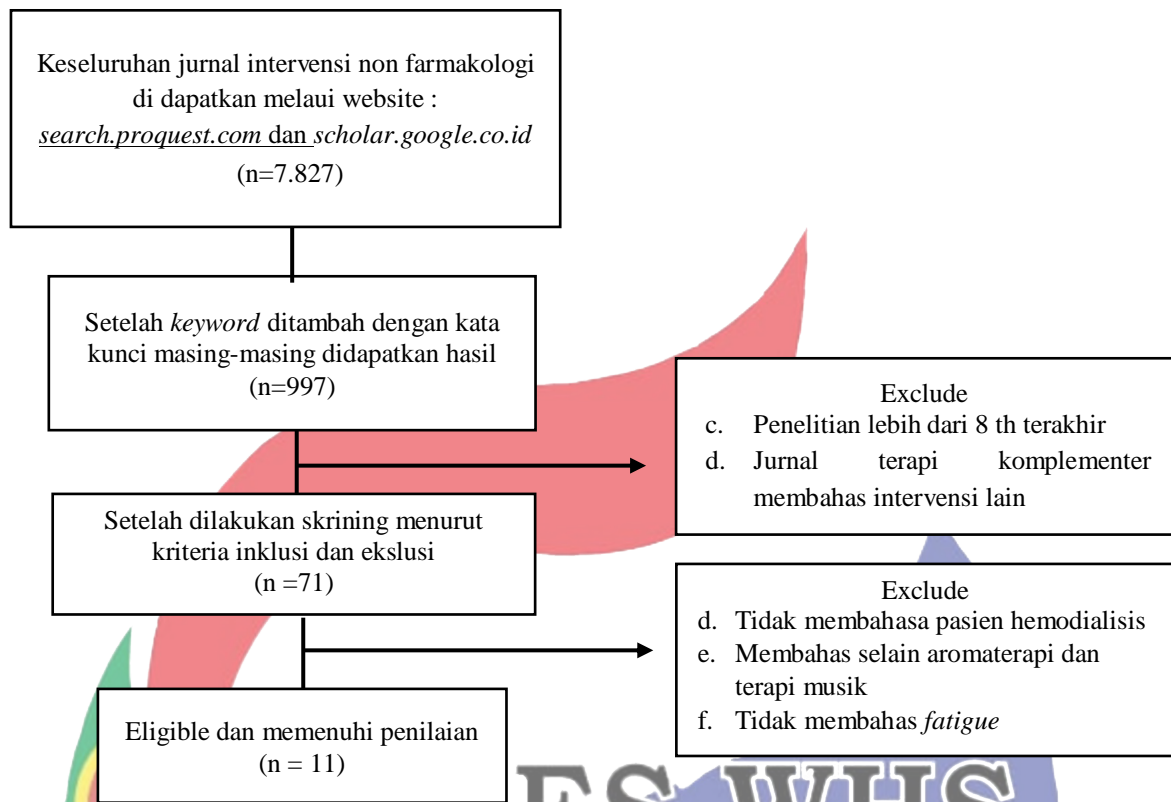 Keseluruhan jurnal intervensi non farmakologi
di dapatkan melaui website :
search.proquest.com dan scholar.google.co.id
(n=7.827)
Setelah keyword ditambah dengan kata
kunci masing-masing didapatkan hasil
(n=997)
Exclude
c. Penelitian lebih dari 8 th terakhir
d. Jurnal terapi komplementer
membahas intervensi lain
Setelah dilakukan skrining menurut
kriteria inklusi dan ekslusi
(n =71)
Exclude
d. Tidak membahasa pasien hemodialisis
e. Membahas selain aromaterapi dan
terapi musik
f. Tidak membahas fatigue
Eligible dan memenuhi penilaian
(n = 11)
ES WHS